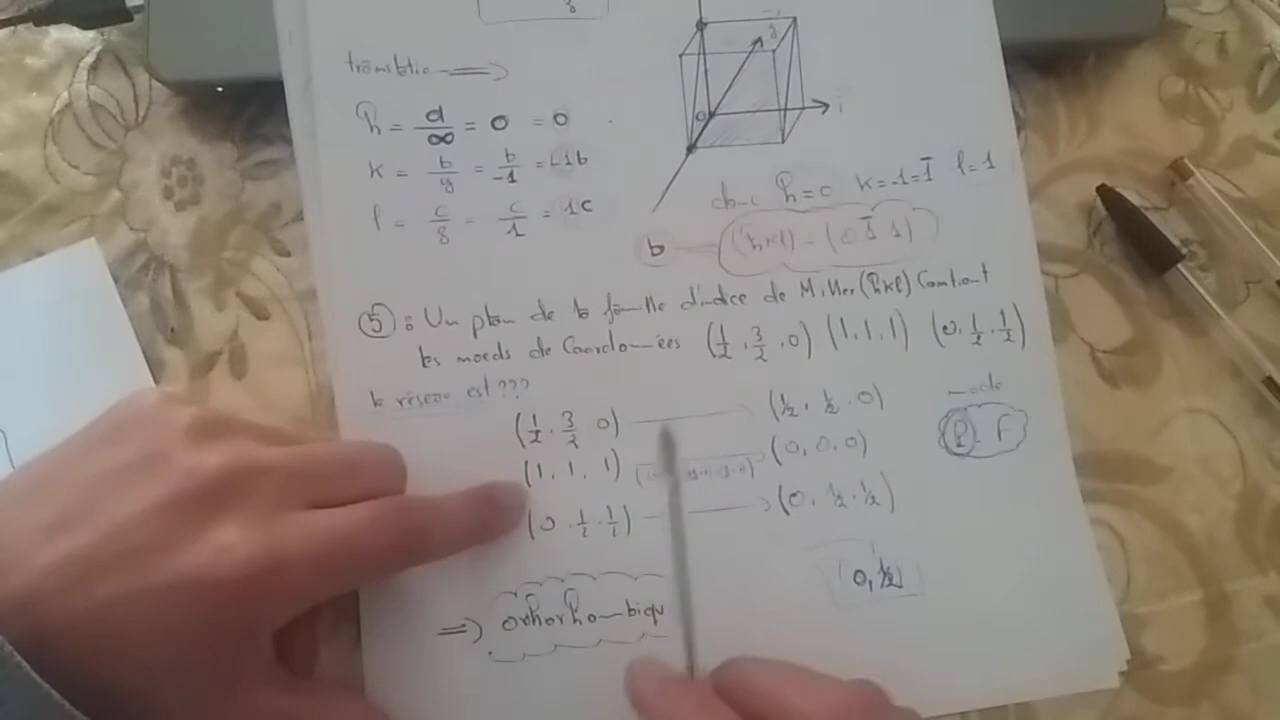 h = a/∞ = 0 = 0
K = b/y = b/-1 = -1b
l = c/z = c/1 = 1c
donc h=0 K=-1=1̄ l=1
b (hkl) = (0 1̄ 1)
⑤: Un plan de la famille d'indice de Miller (hkl) Contient
les noeuds de Coordonnées (1/2, 3/2, 0) (1, 1, 1) (0, 1/2, 1/2)
le réseau est ???
mode
(1/2, 3/2, 0) → (1/2, 1/2, 0)
P F
(1, 1, 1) → (0, 0, 0)
(0, 1/2, 1/2) → (0, 1/2, 1/2)
(0, 1/2)
=>